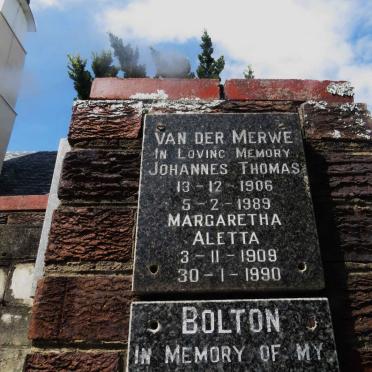 VAN DER MERWE
IN LOVING MEMORY
JOHANNES THOMAS
13-12-1906
5-2-1989
MARGARETHA
ALETTA
3-11-1909
30-1-1990
BOLTON
IN MEMORY OF MY